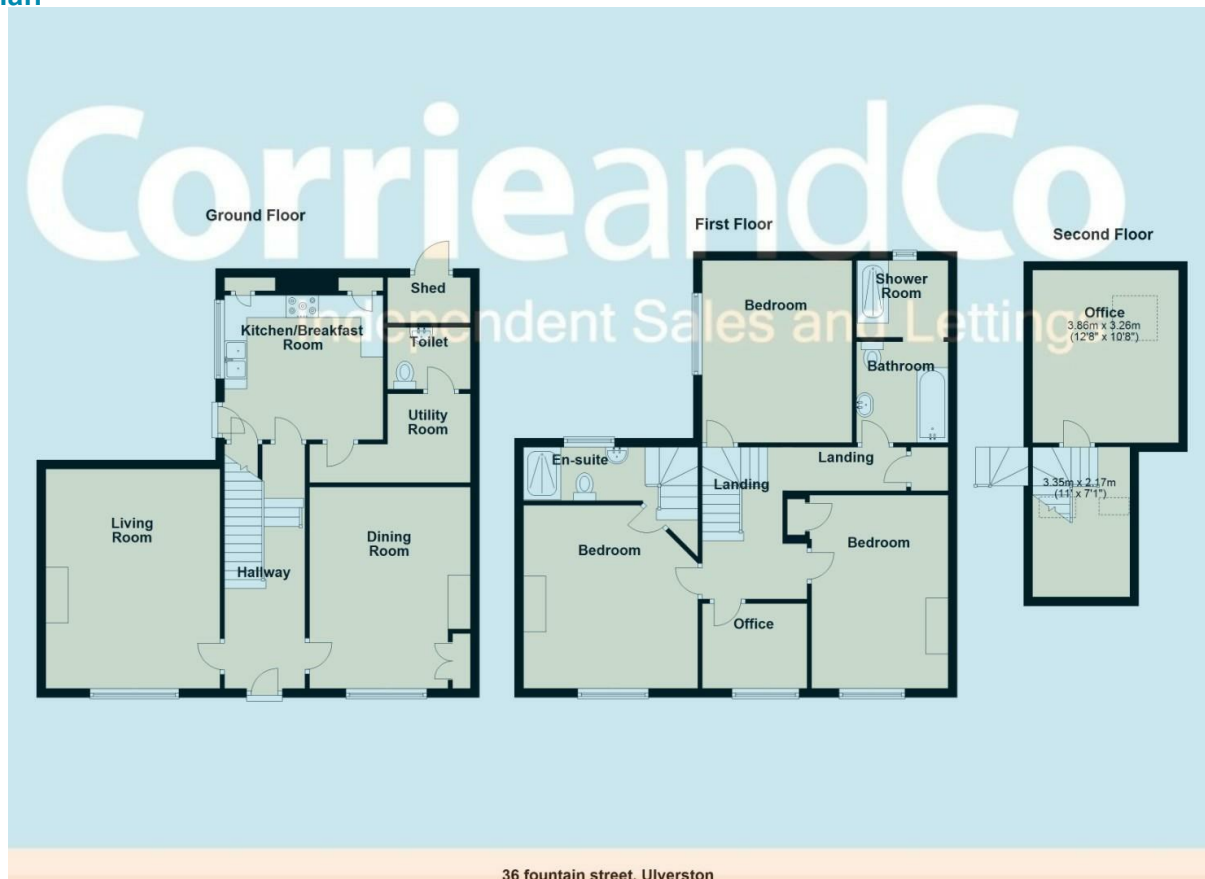 CorrieandCo
Independent Sales and Lettings
Ground Floor
Shed
Kitchen/Breakfast
Room
Toilet
Utility
Room
Living
Room
Dining
Room
Hallway
First Floor
Bedroom
Shower
Room
Bathroom
En-suite
Landing
Landing
Bedroom
Bedroom
Office
Second Floor
Office
3.86m x 3.26m
(12'8" x 10'8")
3.35m x 2.17m
(11' x 7'1")
36 fountain street, Ulverston